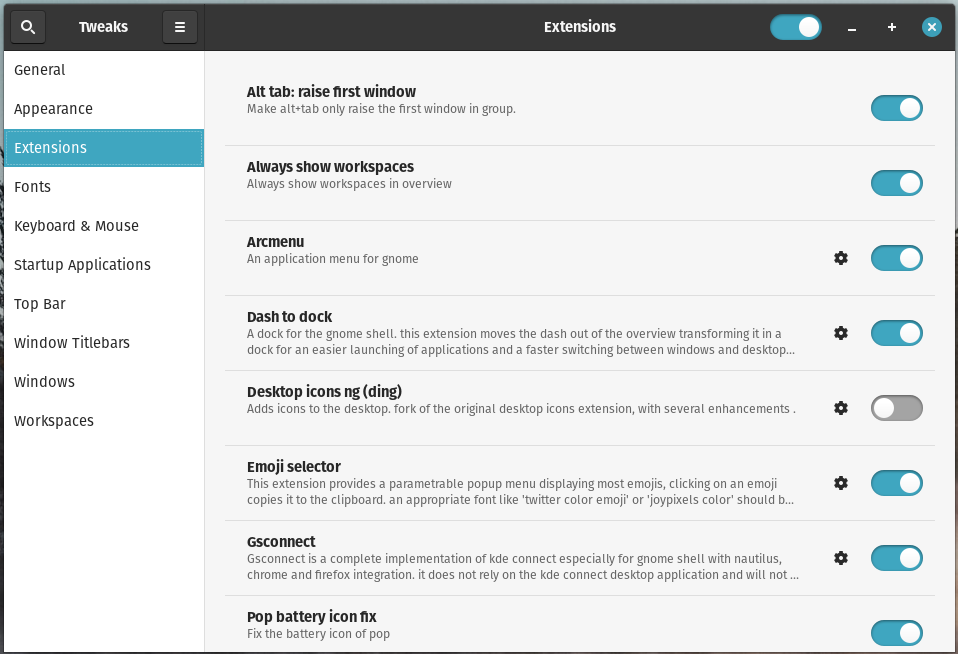 Tweaks
Extensions
General
Appearance
Extensions
Fonts
Keyboard & Mouse
Startup Applications
Top Bar
Window Titlebars
Windows
Workspaces
Alt tab: raise first window
Make alt+tab only raise the first window in group.
Always show workspaces
Always show workspaces in overview
Arcmenu
An application menu for gnome
Dash to dock
A dock for the gnome shell. this extension moves the dash out of the overview transforming it in a
dock for an easier launching of applications and a faster switching between windows and desktop...
Desktop icons ng (ding)
Adds icons to the desktop. fork of the original desktop icons extension, with several enhancements .
Emoji selector
This extension provides a parametrable popup menu displaying most emojis, clicking on an emoji
copies it to the clipboard. an appropriate font like 'twitter color emoji' or 'joypixels color' should b...
Gsconnect
Gsconnect is a complete implementation of kde connect especially for gnome shell with nautilus,
chrome and firefox integration. it does not rely on the kde connect desktop application and will not ...
Pop battery icon fix
Fix the battery icon of pop